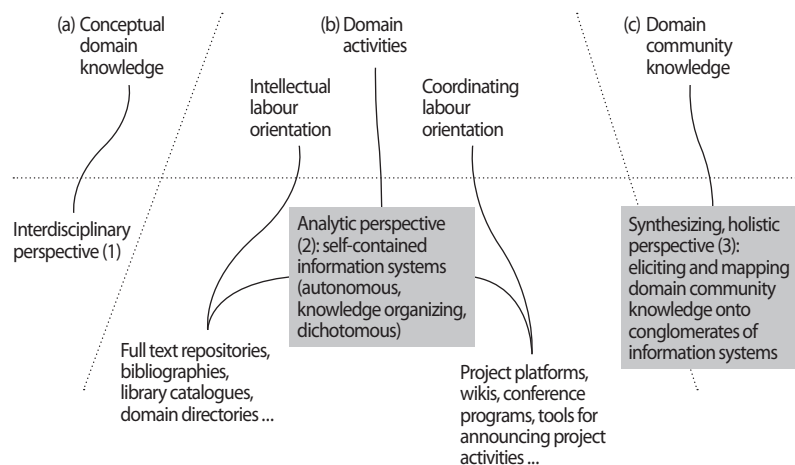 (a) Conceptual
domain
knowledge
(b) Domain
activities
(c) Domain
community
knowledge
Intellectual
labour
orientation
Coordinating
labour
orientation
Interdisciplinary
perspective (1)
Analytic perspective
(2): self-contained
information systems
(autonomous,
knowledge organizing,
dichotomous)
Synthesizing, holistic
perspective (3):
eliciting and mapping
domain community
knowledge onto
conglomerates of
information systems
Full text repositories,
bibliographies,
library catalogues,
domain directories ...
Project platforms,
wikis, conference
programs, tools for
announcing project
activities ...